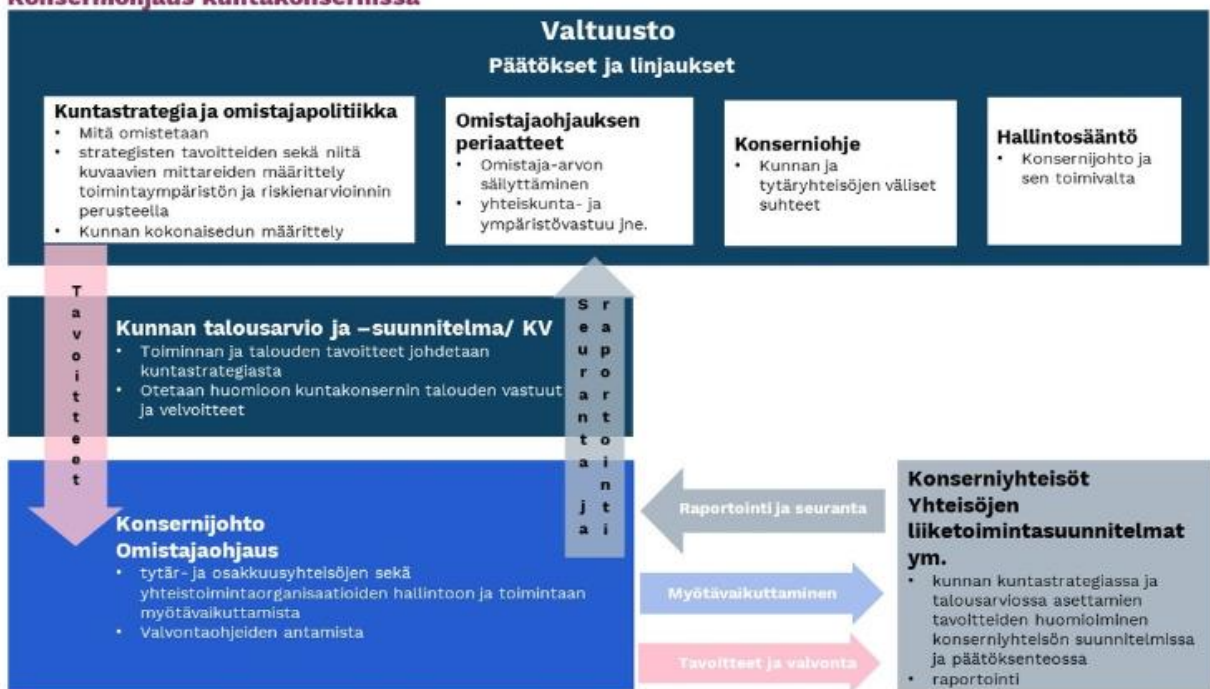 Konserniohjaus kuntakonsernissa
Valtuusto
Päätökset ja linjaukset
Kuntastrategia ja omistajapolitiikka
• Mitä omistetaan
• strategisten tavoitteiden sekä niitä
kuvaavien mittareiden määrittely
toimintaympäristön ja riskienarvioinnin
perusteella
• Kunnan kokonaisedun määrittely
Omistajaohjauksen
periaatteet
• Omistaja-arvon
säilyttäminen
• yhteiskunta- ja
ympäristövastuu jne.
Konserniohje
• Kunnan ja
tytäryhteisöjen väliset
suhteet
Hallintosääntö
• Konsernijohto ja
sen toimivalta
Tavoitteet
Kunnan talousarvio ja –suunnitelma/ KV
• Toiminnan ja talouden tavoitteet johdetaan
kuntastrategiasta
• Otetaan huomioon kuntakonsernin talouden vastuut
ja velvoitteet
Seuranta ja
raportointi
Konsernijohto
Omistajaohjaus
• tytär- ja osakkuusyhteisöjen sekä
yhteistoimintaorganisaatioiden hallintoon ja toimintaan
myötävaikuttamista
• Valvontaohjeiden antamista
Raportointi ja seuranta
Myötävaikuttaminen
Tavoitteet ja valvonta
Konserniyhteisöt
Yhteisöjen
liiketoimintasuunnitelmat
ym.
• kunnan kuntastrategiassa ja
talousarviossa asettamien
tavoitteiden huomioiminen
konserniyhteisön suunnitelmissa
ja päätöksenteossa
• raportointi